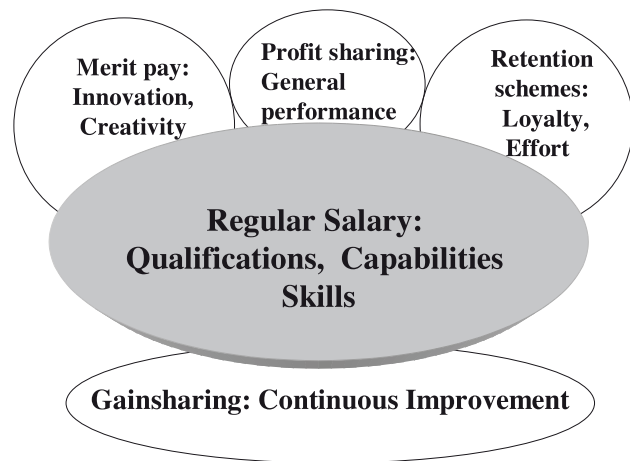 Merit pay:
Innovation,
Creativity
Profit sharing:
General
performance
Retention
schemes:
Loyalty,
Effort
Regular Salary:
Qualifications, Capabilities
Skills
Gainsharing: Continuous Improvement